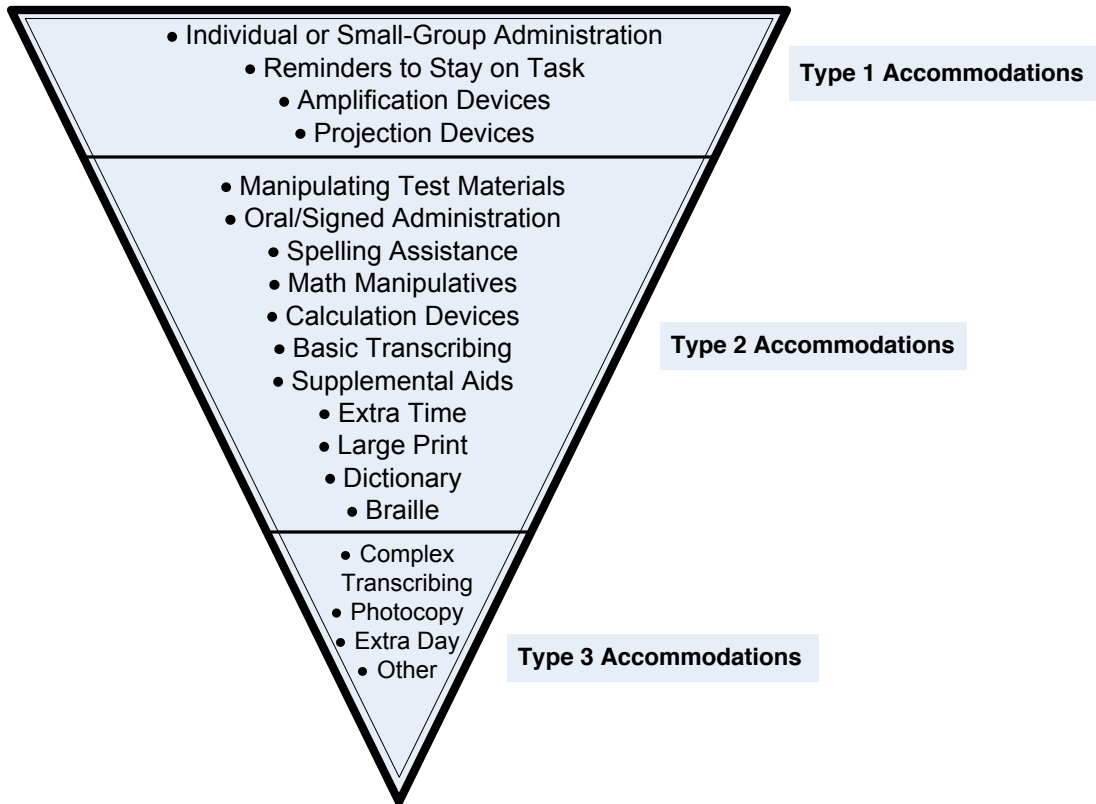 • Individual or Small-Group Administration
• Reminders to Stay on Task
• Amplification Devices
• Projection Devices
Type 1 Accommodations
• Manipulating Test Materials
• Oral/Signed Administration
• Spelling Assistance
• Math Manipulatives
• Calculation Devices
• Basic Transcribing
• Supplemental Aids
• Extra Time
• Large Print
• Dictionary
• Braille
Type 2 Accommodations
• Complex
Transcribing
• Photocopy
• Extra Day
• Other
Type 3 Accommodations